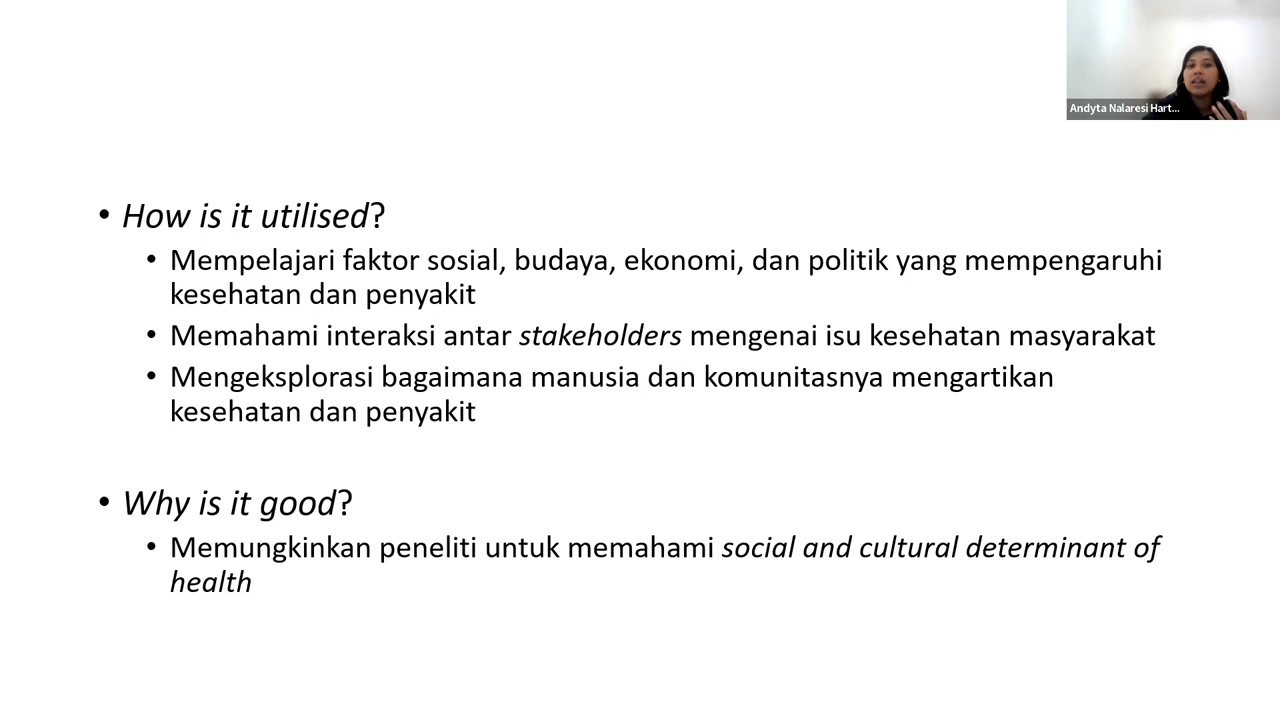 Andyta Nalaresi Hart...
• How is it utilised?
• Mempelajari faktor sosial, budaya, ekonomi, dan politik yang mempengaruhi
kesehatan dan penyakit
• Memahami interaksi antar stakeholders mengenai isu kesehatan masyarakat
• Mengeksplorasi bagaimana manusia dan komunitasnya mengartikan
kesehatan dan penyakit
• Why is it good?
• Memungkinkan peneliti untuk memahami social and cultural determinant of
health